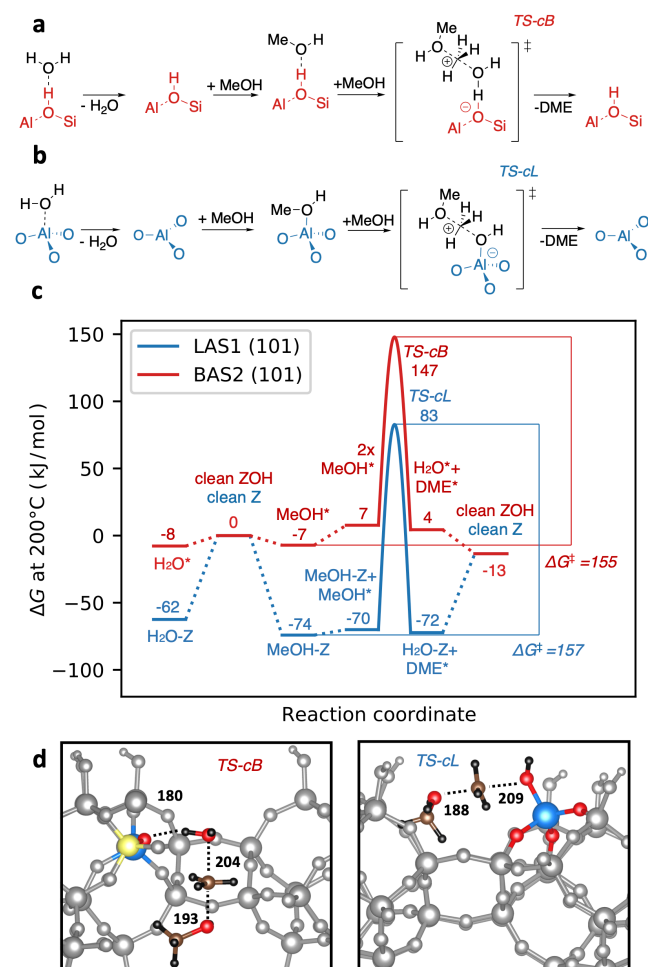 a
TS-cB
H
O
H
H
O
Al
Si
- H₂O
H
O
Al
Si
+ MeOH
Me
O
H
H
O
Al
Si
+MeOH
Me
O
H
H
H
H
⊕
O
H
H
⊖
O
Al
Si
‡
-DME
H
O
Al
Si
b
TS-cL
H
O
H
Al
O
O
O
- H₂O
O
Al
O
O
+ MeOH
Me
O
H
Al
O
O
O
+MeOH
Me
O
H
H
H
H
⊕
O
H
Al
⊖
O
O
O
‡
-DME
O
Al
O
O
c
LAS1 (101)
BAS2 (101)
150
100
50
0
−50
−100
ΔG at 200°C (kJ/mol)
Reaction coordinate
-8
H₂O*
-62
H₂O-Z
clean ZOH
clean Z
0
MeOH*
-7
-74
MeOH-Z
2x
MeOH*
7
MeOH-Z+
MeOH*
-70
TS-cB
147
TS-cL
83
H₂O*+
DME*
4
-72
H₂O-Z+
DME*
clean ZOH
clean Z
-13
ΔG‡ =155
ΔG‡ =157
d
TS-cB
180
204
193
TS-cL
188
209